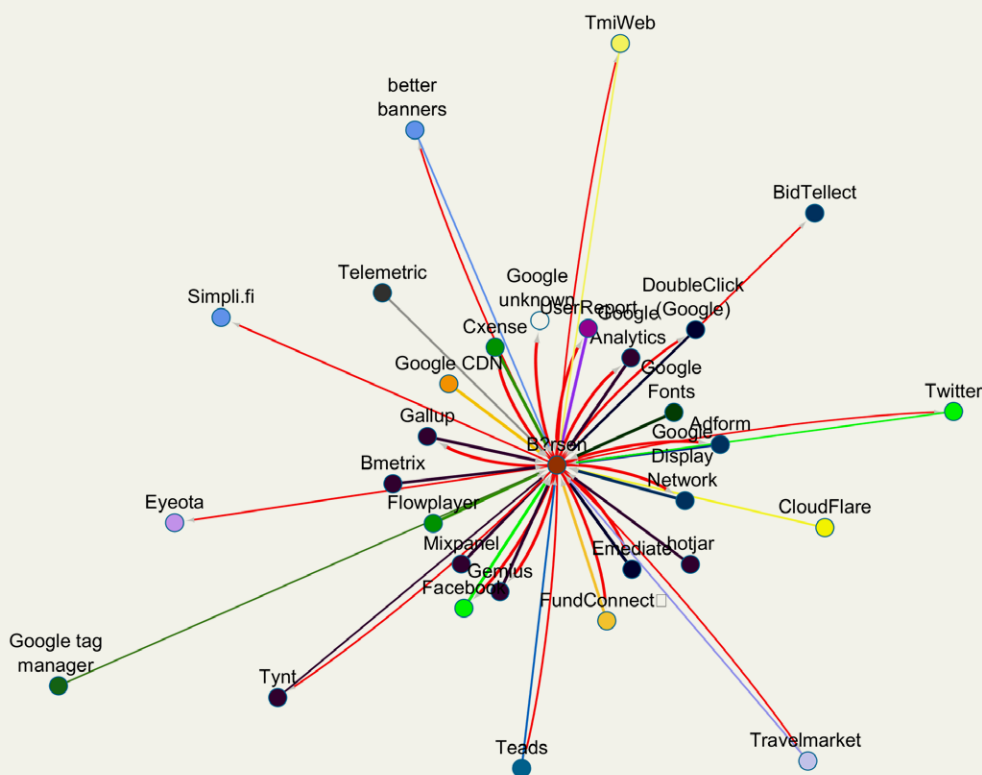 TmiWeb
better
banners
BidTellect
Telemetric
Google
unknown
DoubleClick
(Google)
Simpli.fi
UserReport
Google
Analytics
Cxense
Google CDN
Google
Fonts
Twitter
Gallup
B?rsen
Google
Display
Network
Adform
Bmetrix
Eyeota
Flowplayer
CloudFlare
Mixpanel
Gemius
Emediate
hotjar
Facebook
FundConnect□
Google tag
manager
Tynt
Teads
Travelmarket